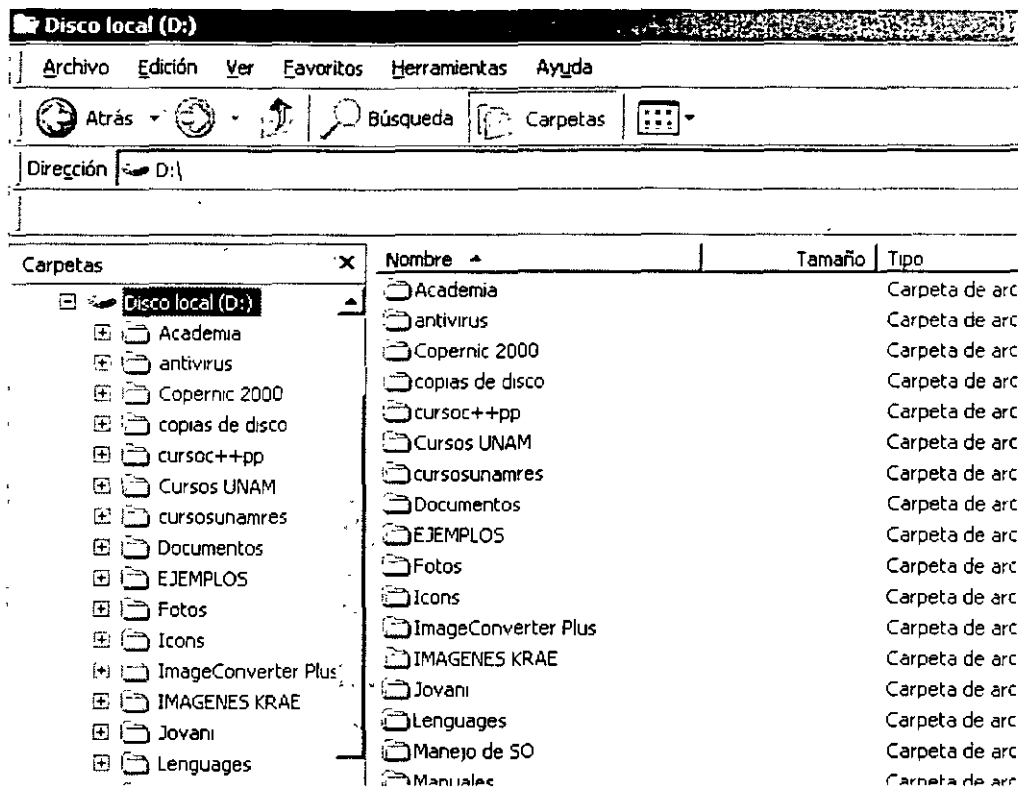 Disco local (D:)
Archivo Edición Ver Favoritos Herramientas Ayuda
Atrás Búsqueda Carpetas
Dirección D:\
Carpetas
Disco local (D:)
Academia
antivirus
Copernic 2000
copias de disco
cursoc++pp
Cursos UNAM
cursosunamres
Documentos
EJEMPLOS
Fotos
Icons
ImageConverter Plus
IMAGENES KRAE
Jovani
Lenguages
Nombre Tamaño Tipo
Academia Carpeta de arc
antivirus Carpeta de arc
Copernic 2000 Carpeta de arc
copias de disco Carpeta de arc
cursoc++pp Carpeta de arc
Cursos UNAM Carpeta de arc
cursosunamres Carpeta de arc
Documentos Carpeta de arc
EJEMPLOS Carpeta de arc
Fotos Carpeta de arc
Icons Carpeta de arc
ImageConverter Plus Carpeta de arc
IMAGENES KRAE Carpeta de arc
Jovani Carpeta de arc
Lenguages Carpeta de arc
Manejo de SO Carpeta de arc
Manuales Carpeta de arc